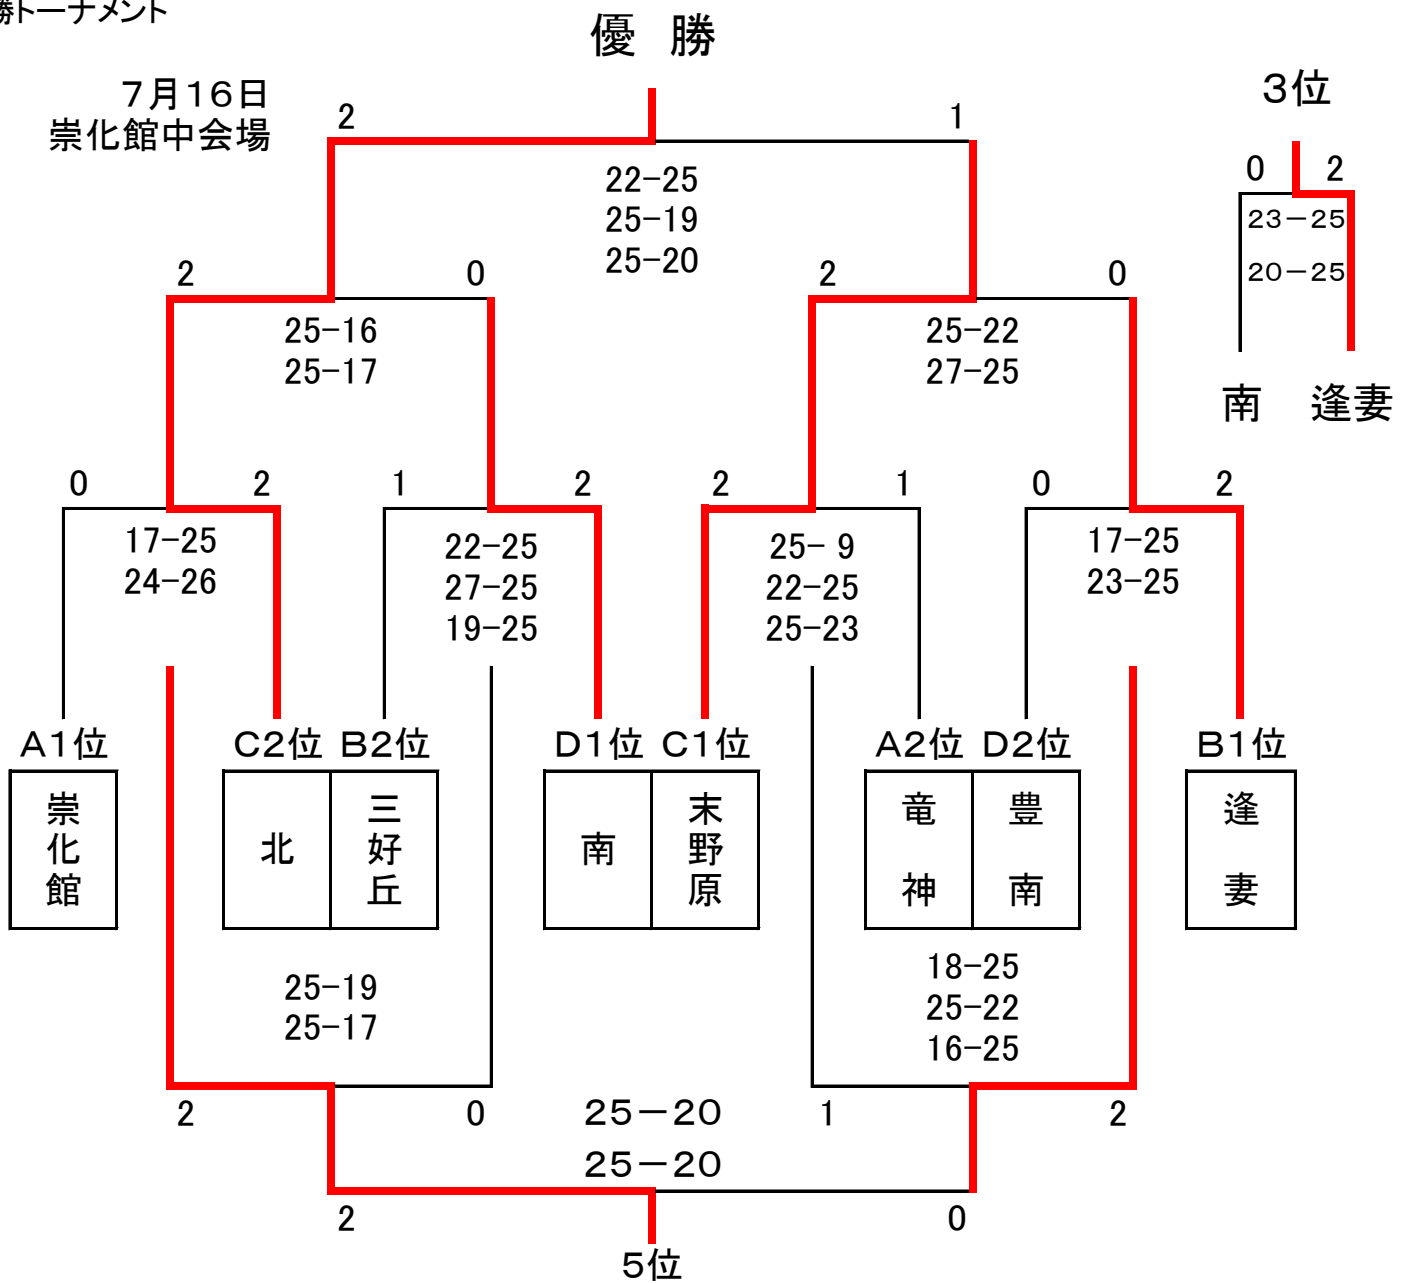 勝トーナメント
優 勝
7月16日
崇化館中会場
3位
2
1
22-25
25-19
25-20
0
2
23-25
20-25
南
逢妻
2
0
25-16
25-17
2
0
25-22
27-25
0
2
17-25
24-26
1
2
22-25
27-25
19-25
2
1
25- 9
22-25
25-23
0
2
17-25
23-25
A1位
C2位
B2位
D1位
C1位
A2位
D2位
B1位
崇化館
北
三好丘
南
末野原
竜神
豊南
逢妻
25-19
25-17
2
0
18-25
25-22
16-25
1
2
25-20
25-20
2
0
5位